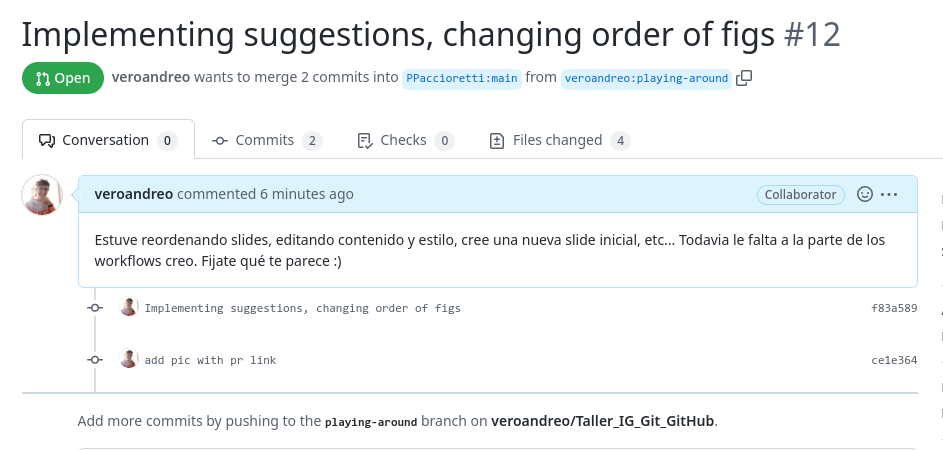 Implementing suggestions, changing order of figs #12
Open veroandreo wants to merge 2 commits into PPaccioretti:main from veroandreo:playing-around
Conversation 0 Commits 2 Checks 0 Files changed 4
veroandreo commented 6 minutes ago Collaborator
Estuve reordenando slides, editando contenido y estilo, cree una nueva slide inicial, etc... Todavia le falta a la parte de los
workflows creo. Fijate qué te parece :)
Implementing suggestions, changing order of figs f83a589
add pic with pr link ce1e364
Add more commits by pushing to the playing-around branch on veroandreo/Taller_IG_Git_GitHub.